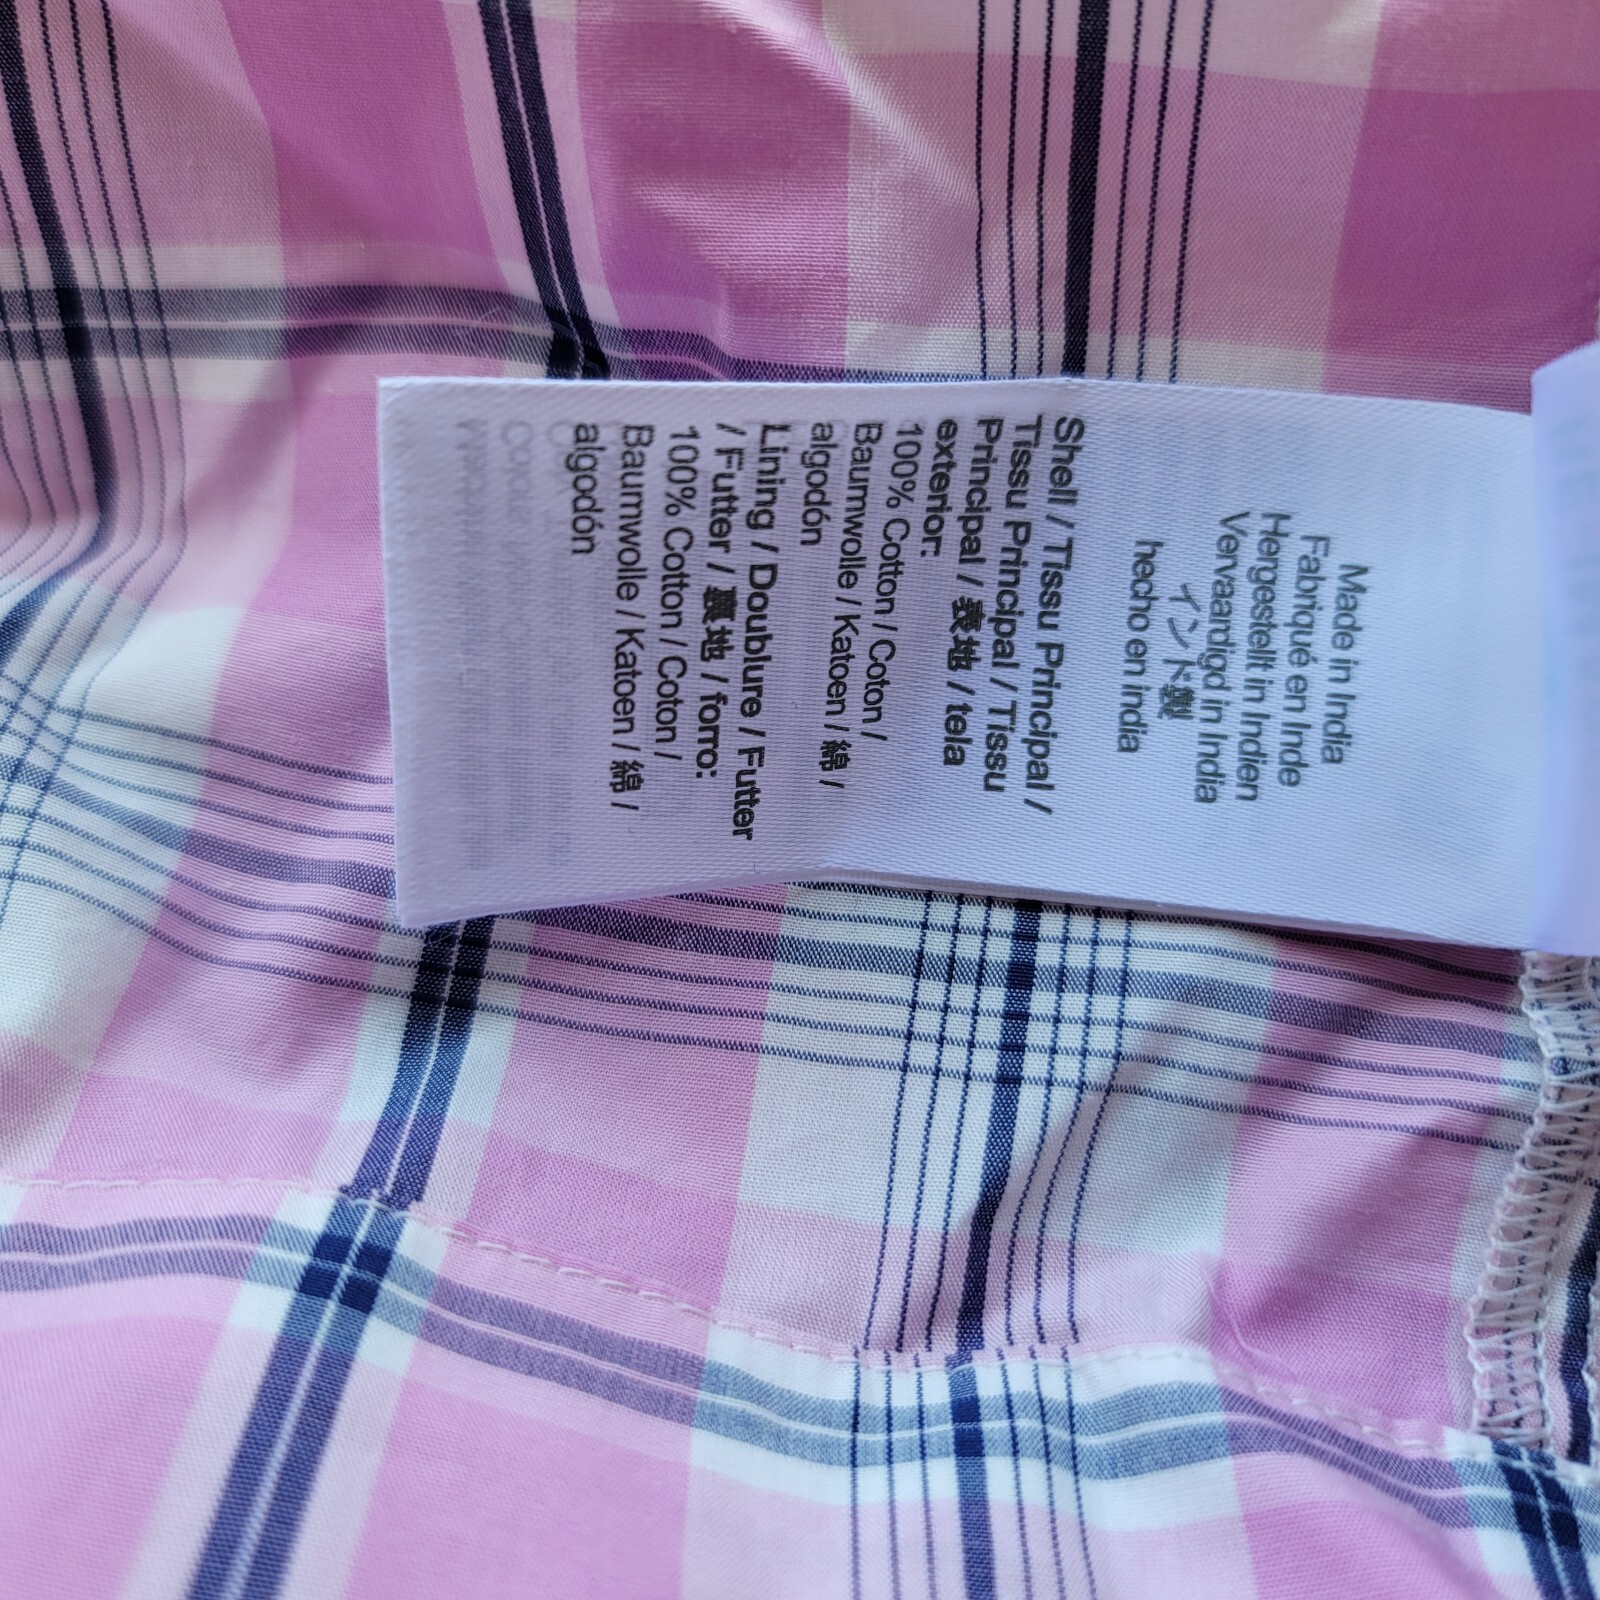 Made in India
Fabriqué en Inde
Hergestellt in Indien
Vervaardigd in India
インド製
hecho en india
Shell / Tissu Principal /
Tissu Principal / Tissu
Principal / 表地 / tela
exterior:
100% Cotton / Coton /
Baumwolle / Katoen / 綿 /
algodón
Lining / Doublure / Futter
/ Futter / 裏地 / forro:
100% Cotton / Coton /
Baumwolle / Katoen / 綿 /
algodón